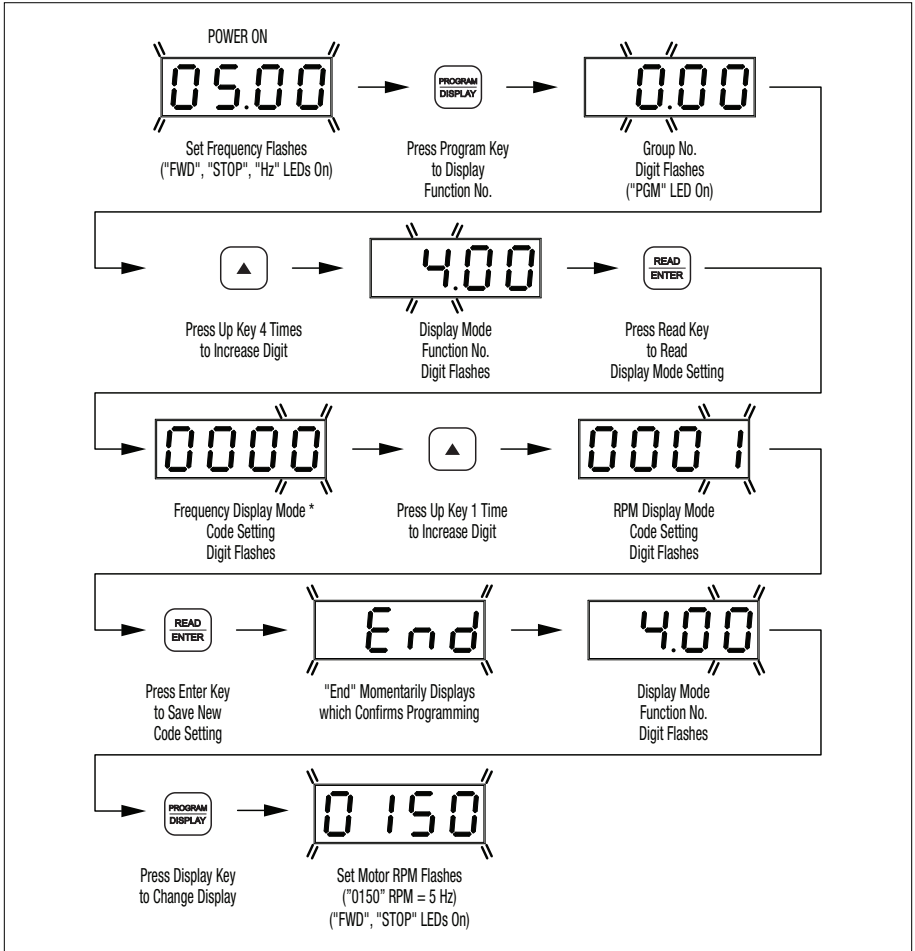 POWER ON
05.00
PROGRAM
DISPLAY
0.00
Set Frequency Flashes
("FWD", "STOP", "Hz" LEDs On)
Press Program Key
to Display
Function No.
Group No.
Digit Flashes
("PGM" LED On)
4.00
READ
ENTER
Press Up Key 4 Times
to Increase Digit
Display Mode
Function No.
Digit Flashes
Press Read Key
to Read
Display Mode Setting
0000
0001
Frequency Display Mode *
Code Setting
Digit Flashes
Press Up Key 1 Time
to Increase Digit
RPM Display Mode
Code Setting
Digit Flashes
READ
ENTER
End
4.00
Press Enter Key
to Save New
Code Setting
"End" Momentarily Displays
which Confirms Programming
Display Mode
Function No.
Digit Flashes
PROGRAM
DISPLAY
0150
Press Display Key
to Change Display
Set Motor RPM Flashes
("0150" RPM = 5 Hz)
("FWD", "STOP" LEDs On)